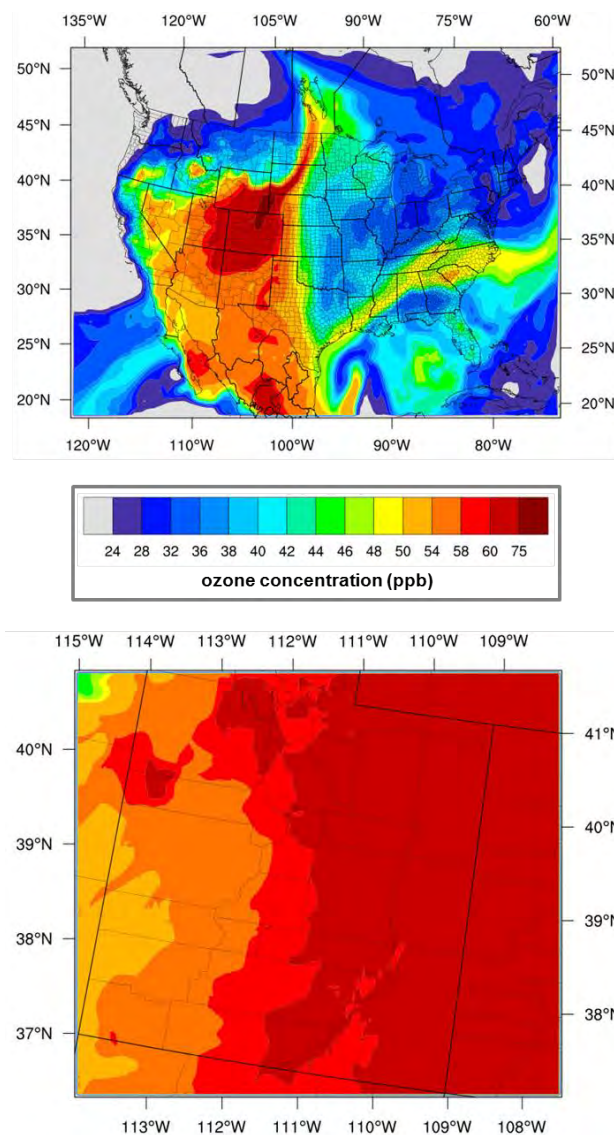 135°W 120°W 105°W 90°W 75°W 60°W
50°N 50°N
45°N 45°N
40°N 40°N
35°N 35°N
30°N 30°N
25°N 25°N
20°N 20°N
120°W 110°W 100°W 90°W 80°W
24 28 32 36 38 40 42 44 46 48 50 54 58 60 75
ozone concentration (ppb)
115°W 114°W 113°W 112°W 111°W 110°W 109°W
40°N 41°N
39°N 40°N
38°N 39°N
37°N 38°N
113°W 112°W 111°W 110°W 109°W 108°W